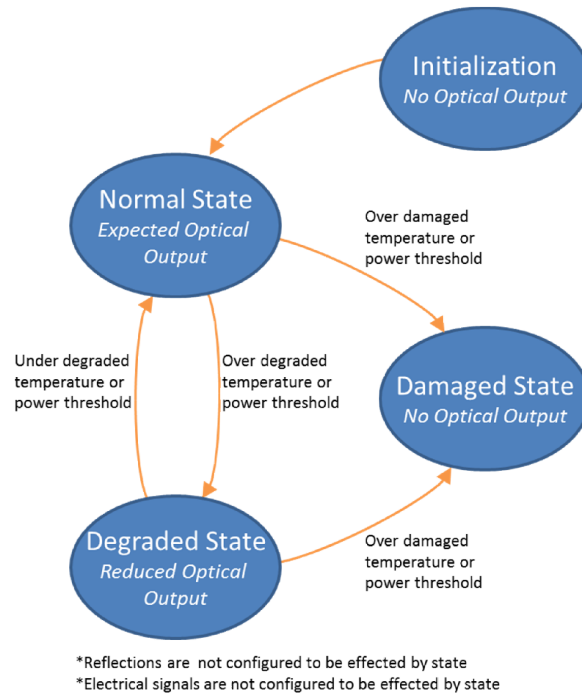 Initialization
No Optical Output
Normal State
Expected Optical
Output
Over damaged
temperature or
power threshold
Under degraded
temperature or
power threshold
Over degraded
temperature or
power threshold
Damaged State
No Optical Output
Degraded State
Reduced Optical
Output
Over damaged
temperature or
power threshold
*Reflections are not configured to be effected by state
*Electrical signals are not configured to be effected by state